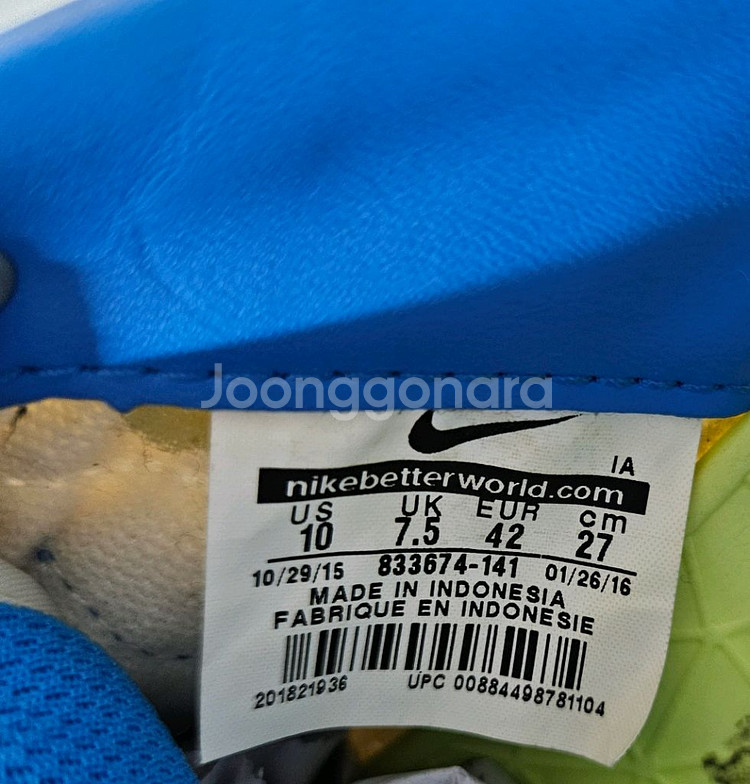 Joonggonara
IA
nikebetterworld.com
US UK EUR cm
10 7.5 42 27
10/29/15 833674-141 01/26/16
MADE IN INDONESIA
FABRIQUE EN INDONESIE
201821936 UPC 00884498781104